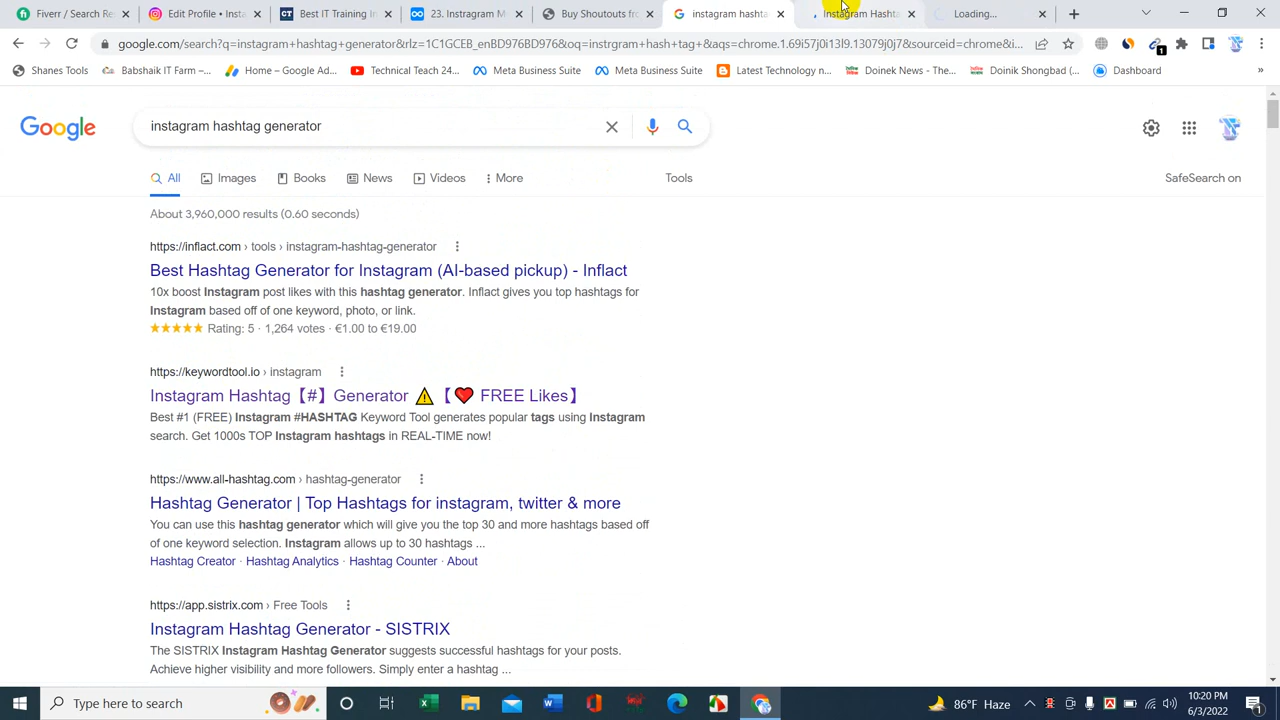 Fiverr / Search Re
Edit Profile • Insta
Best IT Training In
23. Instragram M
Buy Shoutouts fro
instagram hashta
Instagram Hashta
Loading...
google.com/search?q=instagram+hashtag+generator&rlz=1C1GCEB_enBD976BD976&oq=instrgram+hash+tag+&aqs=chrome.1.69i57j0i13l9.13079j0j7&sourceid=chrome&i...
Shanes Tools
Babshaik IT Farm –...
Home – Google Ad...
Technical Teach 24...
Meta Business Suite
Meta Business Suite
Latest Technology n...
Doinek News - The...
Doinik Shongbad (...
Dashboard
»
Google
instagram hashtag generator
All
Images
Books
News
Videos
More
Tools
SafeSearch on
About 3,960,000 results (0.60 seconds)
https://inflact.com › tools › instagram-hashtag-generator
Best Hashtag Generator for Instagram (AI-based pickup) - Inflact
10x boost Instagram post likes with this hashtag generator. Inflact gives you top hashtags for
Instagram based off of one keyword, photo, or link.
★★★★★ Rating: 5 · 1,264 votes · €1.00 to €19.00
https://keywordtool.io › instagram
Instagram Hashtag【#】Generator ⚠️【❤️ FREE Likes】
Best #1 (FREE) Instagram #HASHTAG Keyword Tool generates popular tags using Instagram
search. Get 1000s TOP Instagram hashtags in REAL-TIME now!
https://www.all-hashtag.com › hashtag-generator
Hashtag Generator | Top Hashtags for instagram, twitter & more
You can use this hashtag generator which will give you the top 30 and more hashtags based off
of one keyword selection. Instagram allows up to 30 hashtags ...
Hashtag Creator · Hashtag Analytics · Hashtag Counter · About
https://app.sistrix.com › Free Tools
Instagram Hashtag Generator - SISTRIX
The SISTRIX Instagram Hashtag Generator suggests successful hashtags for your posts.
Achieve higher visibility and more followers. Simply enter a hashtag ...
Type here to search
86°F Haze
10:20 PM
6/3/2022